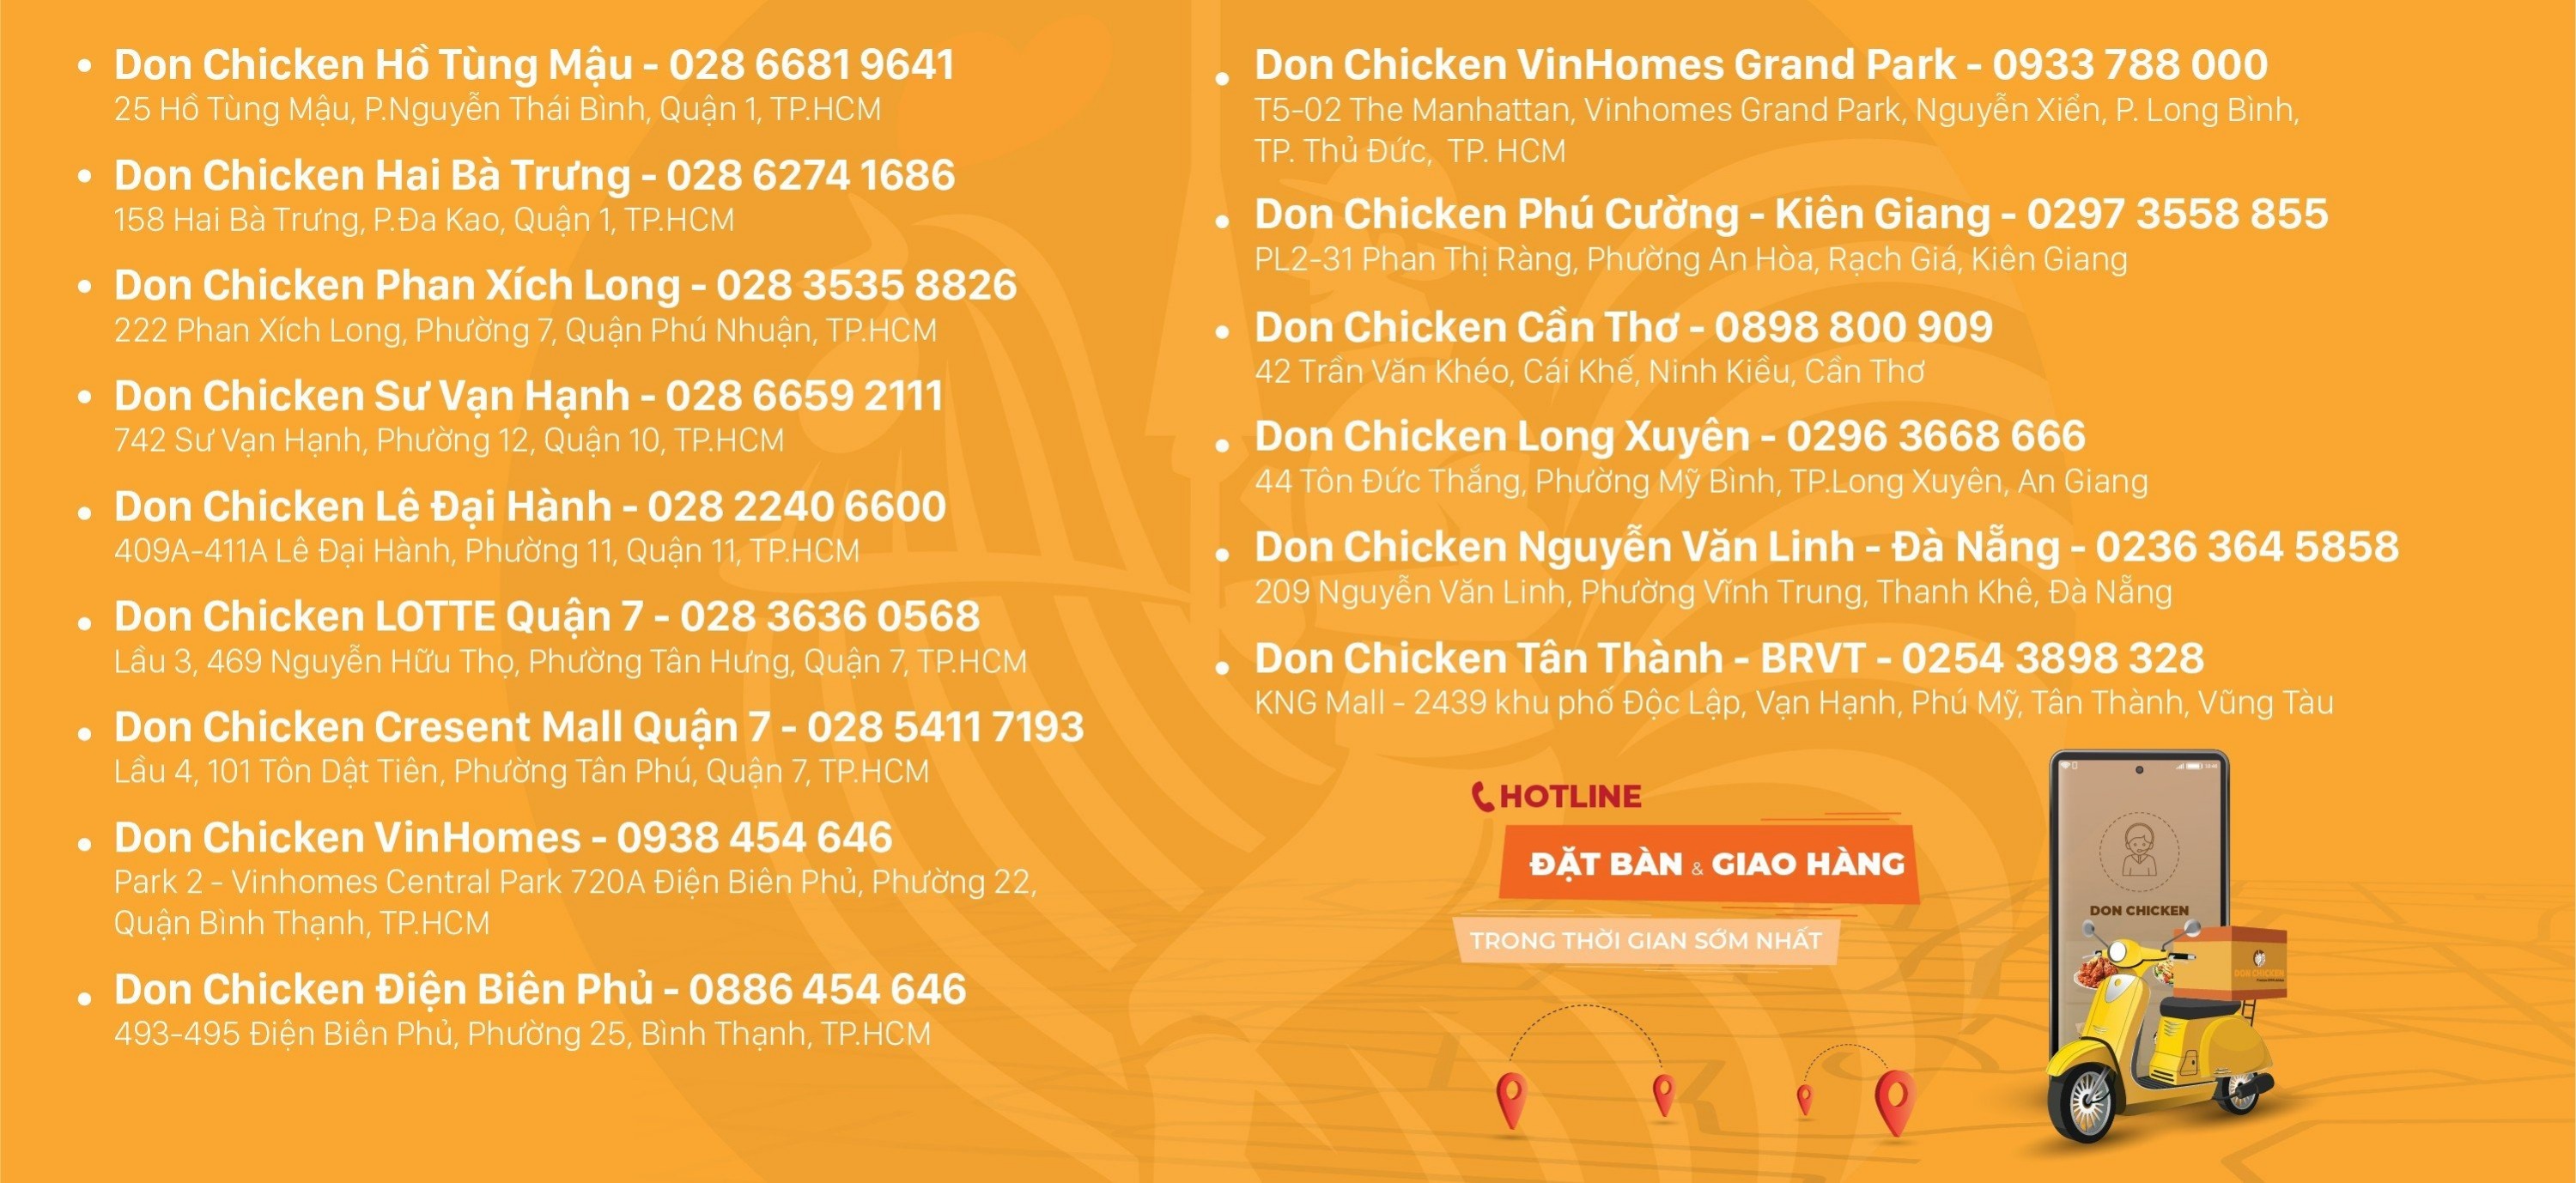 Don Chicken Hồ Tùng Mậu - 028 6681 9641
25 Hồ Tùng Mậu, P.Nguyễn Thái Bình, Quận 1, TP.HCM
Don Chicken Hai Bà Trưng - 028 6274 1686
158 Hai Bà Trưng, P.Đa Kao, Quận 1, TP.HCM
Don Chicken Phan Xích Long - 028 3535 8826
222 Phan Xích Long, Phường 7, Quận Phú Nhuận, TP.HCM
Don Chicken Sư Vạn Hạnh - 028 6659 2111
742 Sư Vạn Hạnh, Phường 12, Quận 10, TP.HCM
Don Chicken Lê Đại Hành - 028 2240 6600
409A-411A Lê Đại Hành, Phường 11, Quận 11, TP.HCM
Don Chicken LOTTE Quận 7 - 028 3636 0568
Lầu 3, 469 Nguyễn Hữu Thọ, Phường Tân Hưng, Quận 7, TP.HCM
Don Chicken Cresent Mall Quận 7 - 028 5411 7193
Lầu 4, 101 Tôn Dật Tiên, Phường Tân Phú, Quận 7, TP.HCM
Don Chicken VinHomes - 0938 454 646
Park 2 - Vinhomes Central Park 720A Điện Biên Phủ, Phường 22,
Quận Bình Thạnh, TP.HCM
Don Chicken Điện Biên Phủ - 0886 454 646
493-495 Điện Biên Phủ, Phường 25, Bình Thạnh, TP.HCM
Don Chicken VinHomes Grand Park - 0933 788 000
T5-02 The Manhattan, Vinhomes Grand Park, Nguyễn Xiển, P. Long Bình,
TP. Thủ Đức, TP. HCM
Don Chicken Phú Cường - Kiên Giang - 0297 3558 855
PL2-31 Phan Thị Ràng, Phường An Hòa, Rạch Giá, Kiên Giang
Don Chicken Cần Thơ - 0898 800 909
42 Trần Văn Khéo, Cái Khế, Ninh Kiều, Cần Thơ
Don Chicken Long Xuyên - 0296 3668 666
44 Tôn Đức Thắng, Phường Mỹ Bình, TP.Long Xuyên, An Giang
Don Chicken Nguyễn Văn Linh - Đà Nẵng - 0236 364 5858
209 Nguyễn Văn Linh, Phường Vĩnh Trung, Thanh Khê, Đà Nẵng
Don Chicken Tân Thành - BRVT - 0254 3898 328
KNG Mall - 2439 khu phố Độc Lập, Vạn Hạnh, Phú Mỹ, Tân Thành, Vũng Tàu
HOTLINE
ĐẶT BÀN & GIAO HÀNG
TRONG THỜI GIAN SỚM NHẤT
DON CHICKEN
DON CHICKEN